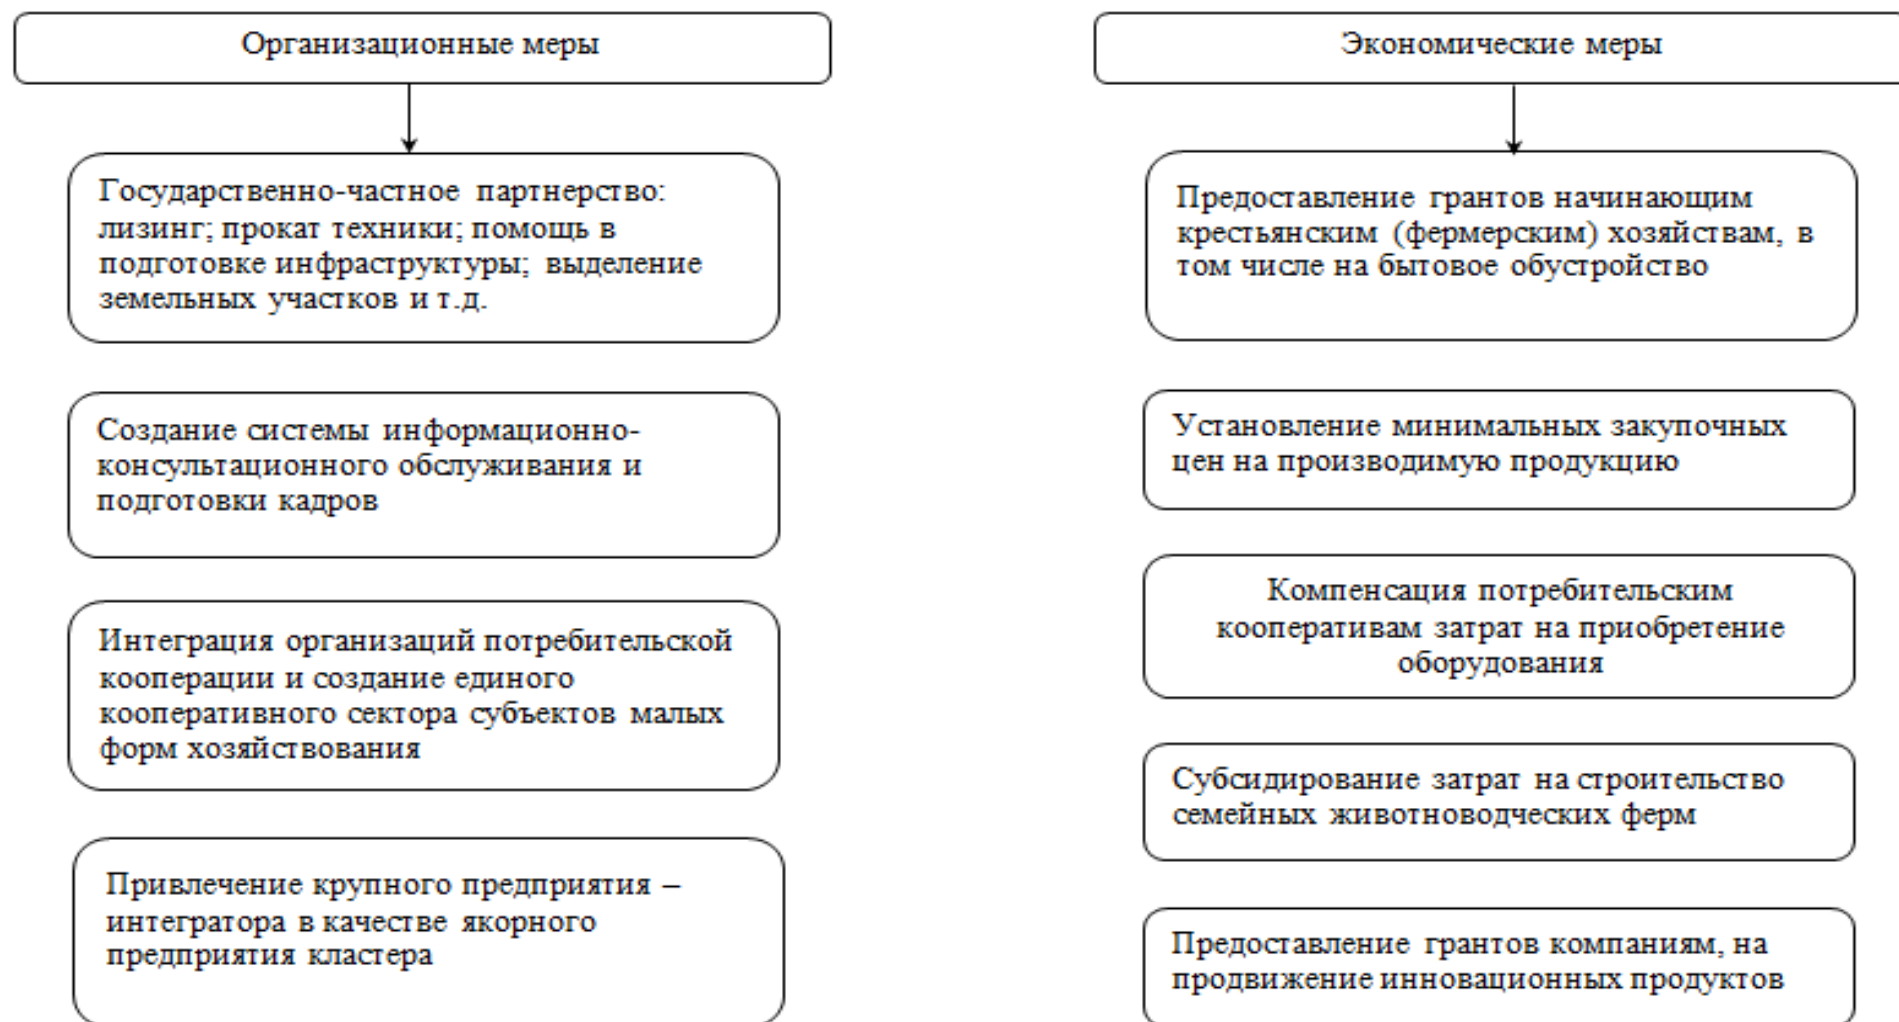 Организационные меры
Государственно-частное партнерство:
лизинг; прокат техники; помощь в
подготовке инфраструктуры; выделение
земельных участков и т.д.
Создание системы информационно-
консультационного обслуживания и
подготовки кадров
Интеграция организаций потребительской
кооперации и создание единого
кооперативного сектора субъектов малых
форм хозяйствования
Привлечение крупного предприятия –
интегратора в качестве якорного
предприятия кластера
Экономические меры
Предоставление грантов начинающим
крестьянским (фермерским) хозяйствам, в
том числе на бытовое обустройство
Установление минимальных закупочных
цен на производимую продукцию
Компенсация потребительским
кооперативам затрат на приобретение
оборудования
Субсидирование затрат на строительство
семейных животноводческих ферм
Предоставление грантов компаниям, на
продвижение инновационных продуктов